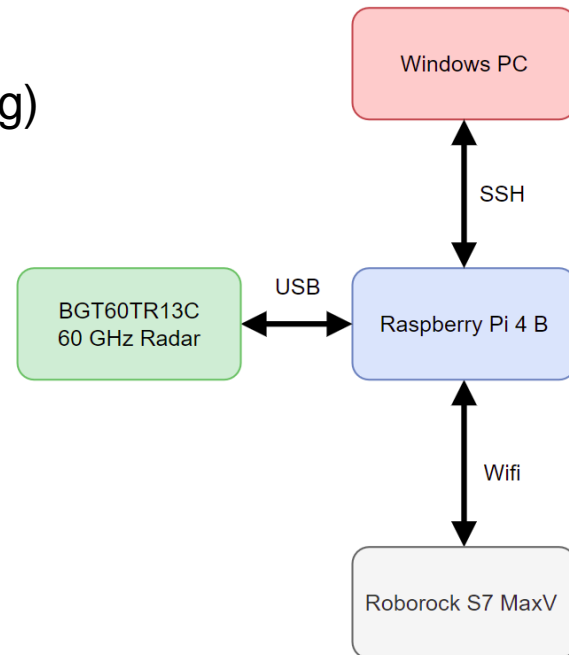 Windows PC
g)
SSH
USB
BGT60TR13C
60 GHz Radar
Raspberry Pi 4 B
Wifi
Roborock S7 MaxV